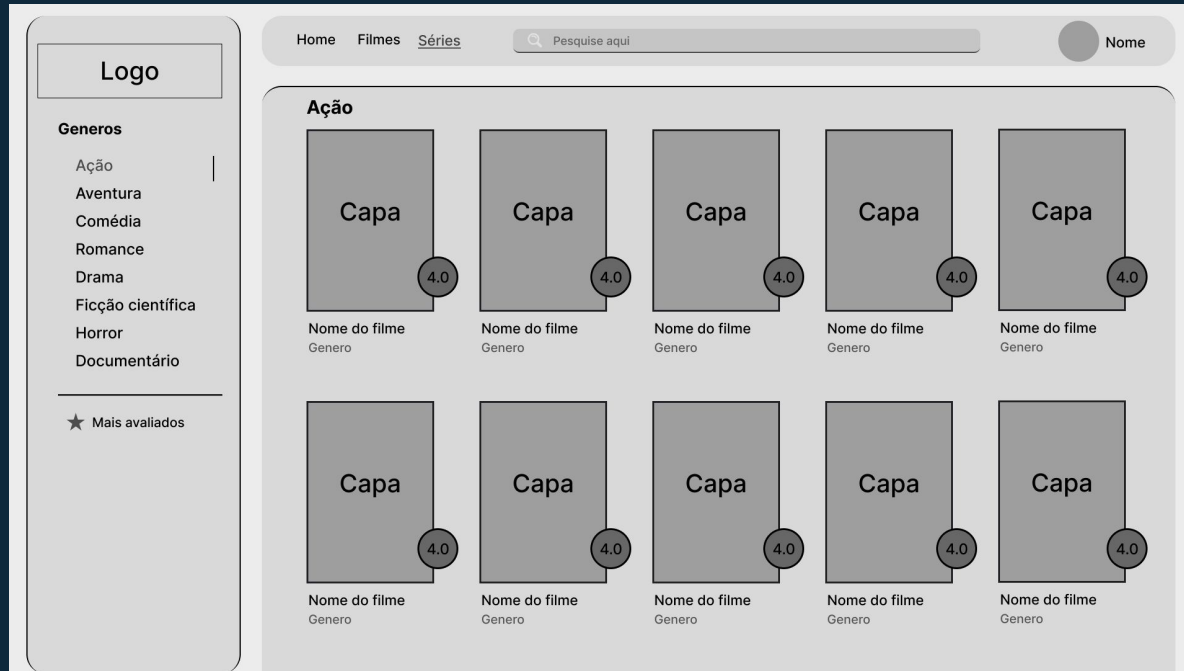 Logo
Generos
Ação
Aventura
Comédia
Romance
Drama
Ficção científica
Horror
Documentário
Mais avaliados
Home Filmes Séries Pesquise aqui Nome
Ação
Capa Capa Capa Capa Capa
4.0 4.0 4.0 4.0 4.0
Nome do filme Nome do filme Nome do filme Nome do filme Nome do filme
Genero Genero Genero Genero Genero
Capa Capa Capa Capa Capa
4.0 4.0 4.0 4.0 4.0
Nome do filme Nome do filme Nome do filme Nome do filme Nome do filme
Genero Genero Genero Genero Genero